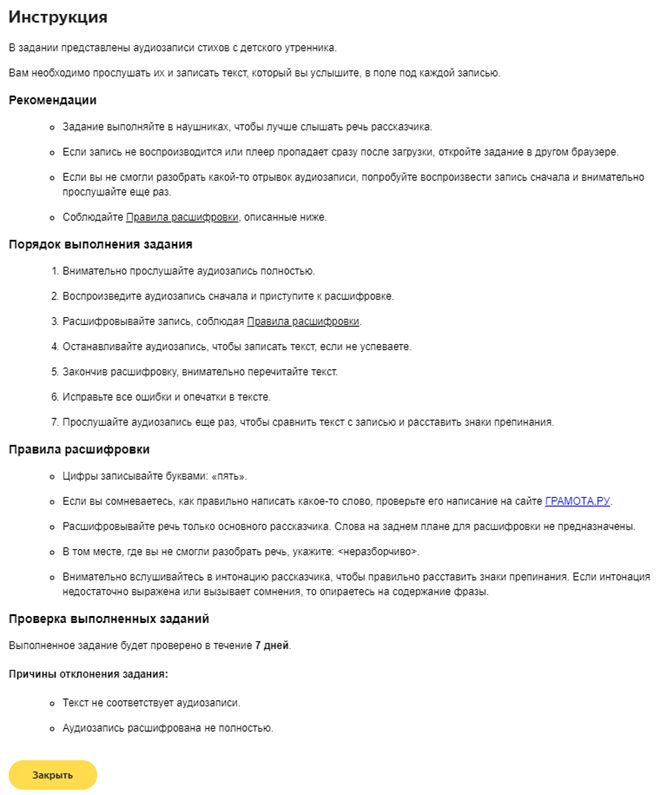 Инструкция
В задании представлены аудиозаписи стихов с детского утренника.
Вам необходимо прослушать их и записать текст, который вы услышите, в поле под каждой записью.
Рекомендации
Задание выполняйте в наушниках, чтобы лучше слышать речь рассказчика.
Если запись не воспроизводится или плеер пропадает сразу после загрузки, откройте задание в другом браузере.
Если вы не смогли разобрать какой-то отрывок аудиозаписи, попробуйте воспроизвести запись сначала и внимательно
прослушайте еще раз.
Соблюдайте Правила расшифровки, описанные ниже.
Порядок выполнения задания
1. Внимательно прослушайте аудиозапись полностью.
2. Воспроизведите аудиозапись сначала и приступите к расшифровке.
3. Расшифровывайте запись, соблюдая Правила расшифровки.
4. Останавливайте аудиозапись, чтобы записать текст, если не успеваете.
5. Закончив расшифровку, внимательно перечитайте текст.
6. Исправьте все ошибки и опечатки в тексте.
7. Прослушайте аудиозапись еще раз, чтобы сравнить текст с записью и расставить знаки препинания.
Правила расшифровки
Цифры записывайте буквами: «пять».
Если вы сомневаетесь, как правильно написать какое-то слово, проверьте его написание на сайте ГРАМОТА.РУ.
Расшифровывайте речь только основного рассказчика. Слова на заднем плане для расшифровки не предназначены.
В том месте, где вы не смогли разобрать речь, укажите: <неразборчиво>.
Внимательно вслушивайтесь в интонацию рассказчика, чтобы правильно расставить знаки препинания. Если интонация
недостаточно выражена или вызывает сомнения, то опираетесь на содержание фразы.
Проверка выполненных заданий
Выполненное задание будет проверено в течение 7 дней.
Причины отклонения задания:
Текст не соответствует аудиозаписи.
Аудиозапись расшифрована не полностью.
Закрыть